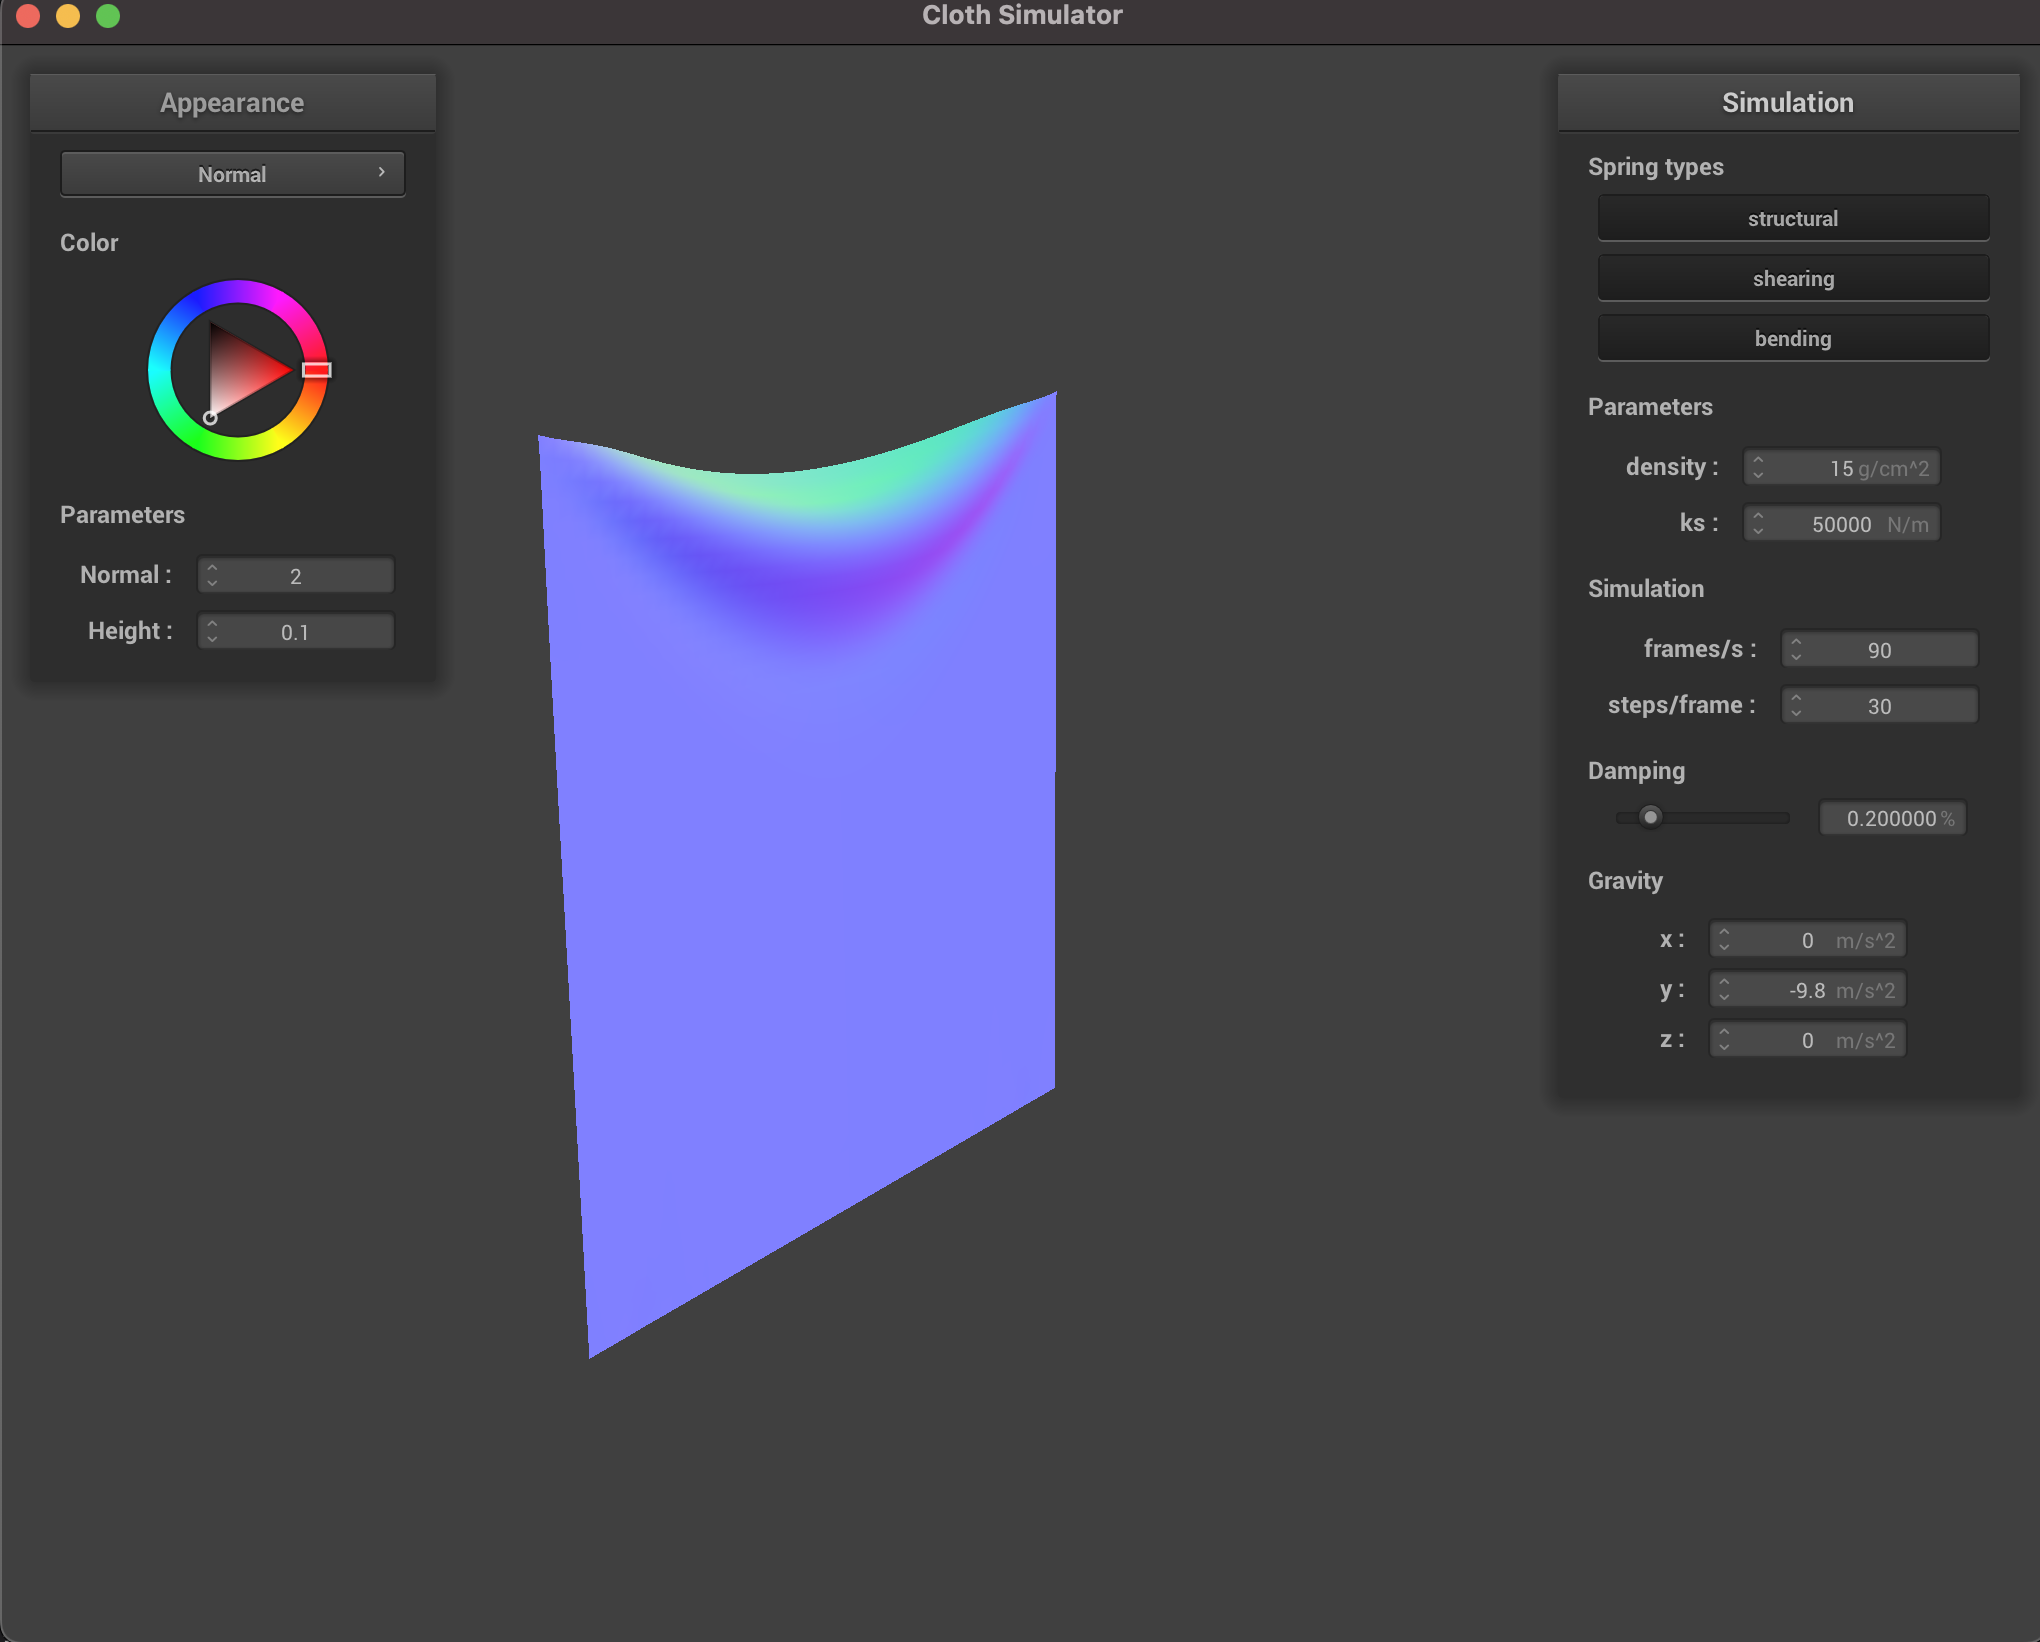 Cloth Simulator
Appearance
Normal
Color
Parameters
Normal : 2
Height : 0.1
Simulation
Spring types
structural
shearing
bending
Parameters
density : 15 g/cm^2
ks : 50000 N/m
Simulation
frames/s : 90
steps/frame : 30
Damping
0.200000 %
Gravity
x : 0 m/s^2
y : -9.8 m/s^2
z : 0 m/s^2